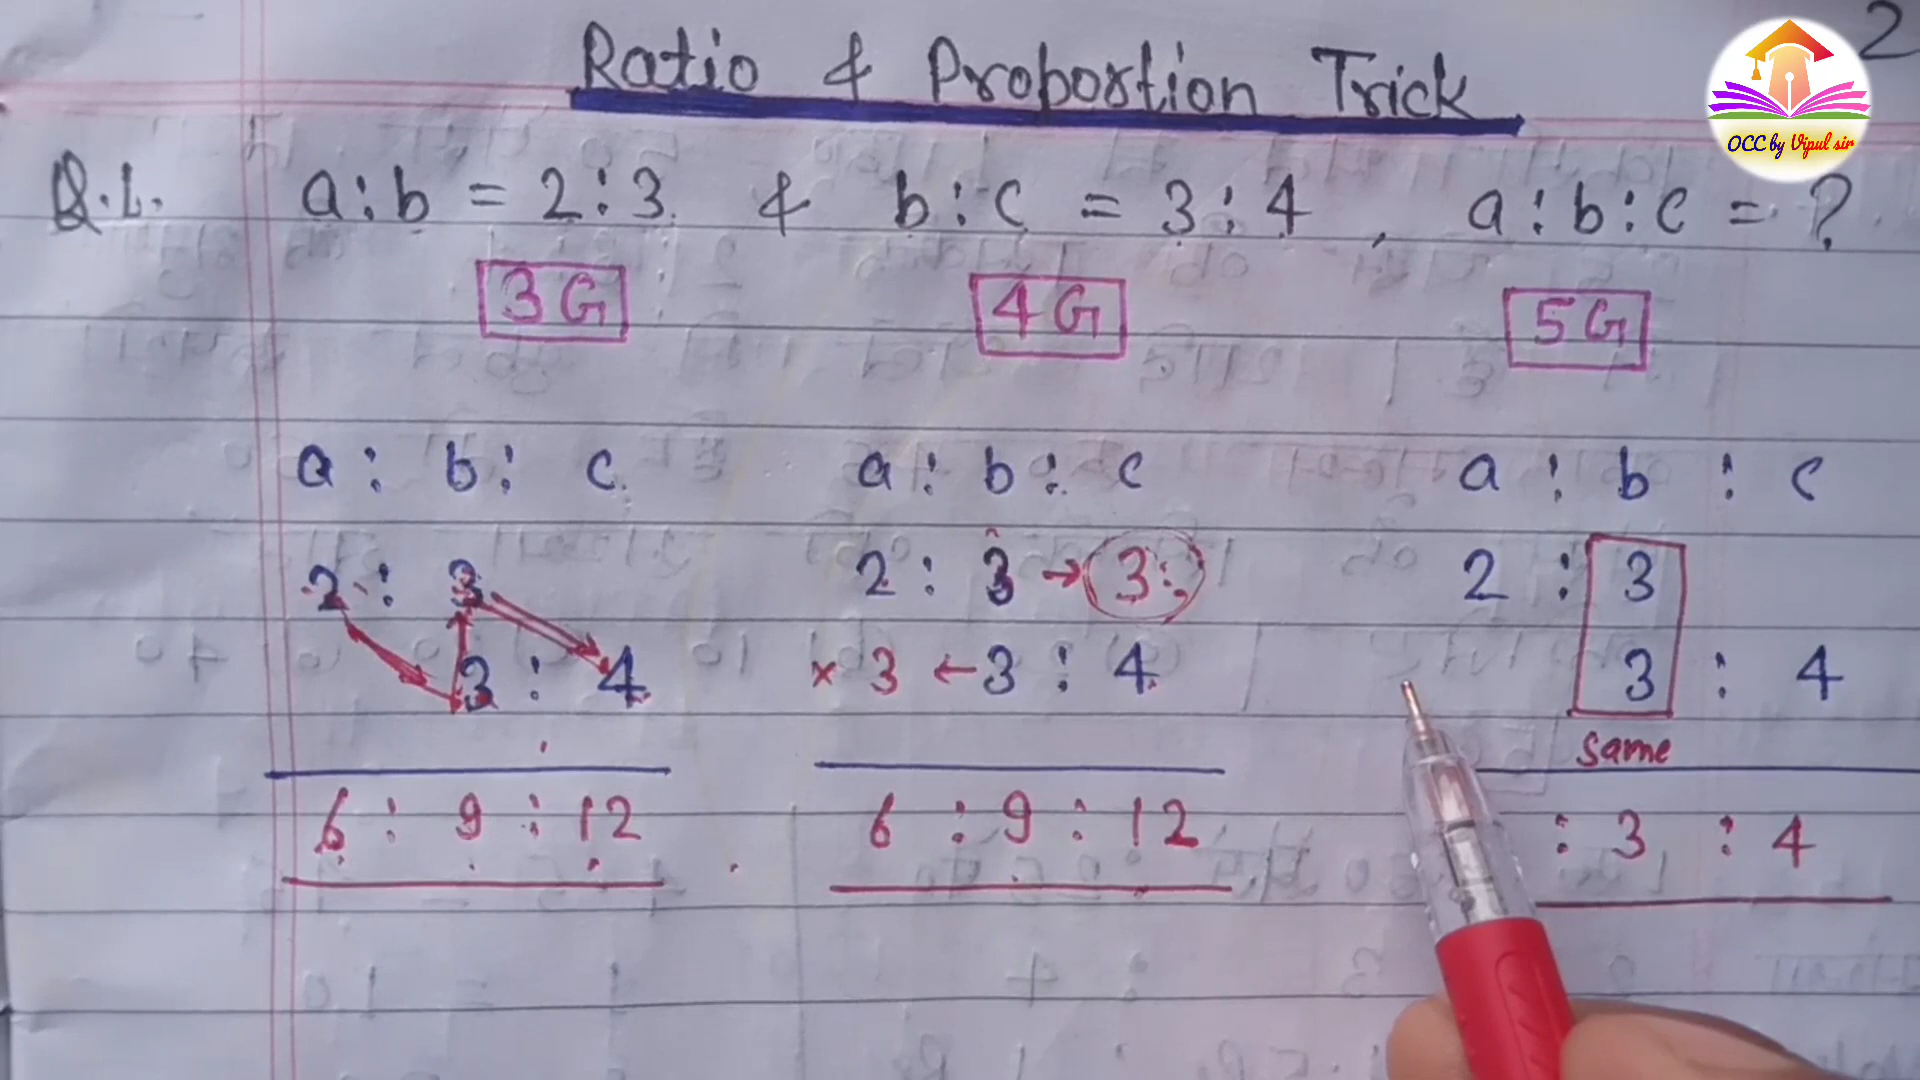 Ratio & Proportion Trick
2
OCC by Vipul sir
Q.1. a:b = 2:3 & b:c = 3:4, a:b:c = ?
3G 4G 5G
a : b : c a : b : c a : b : c
2 : 3 2 : 3 → 3: 2 : 3
3 : 4 × 3 ← 3 : 4 3 : 4
same
6 : 9 : 12 6 : 9 : 12 : 3 : 4